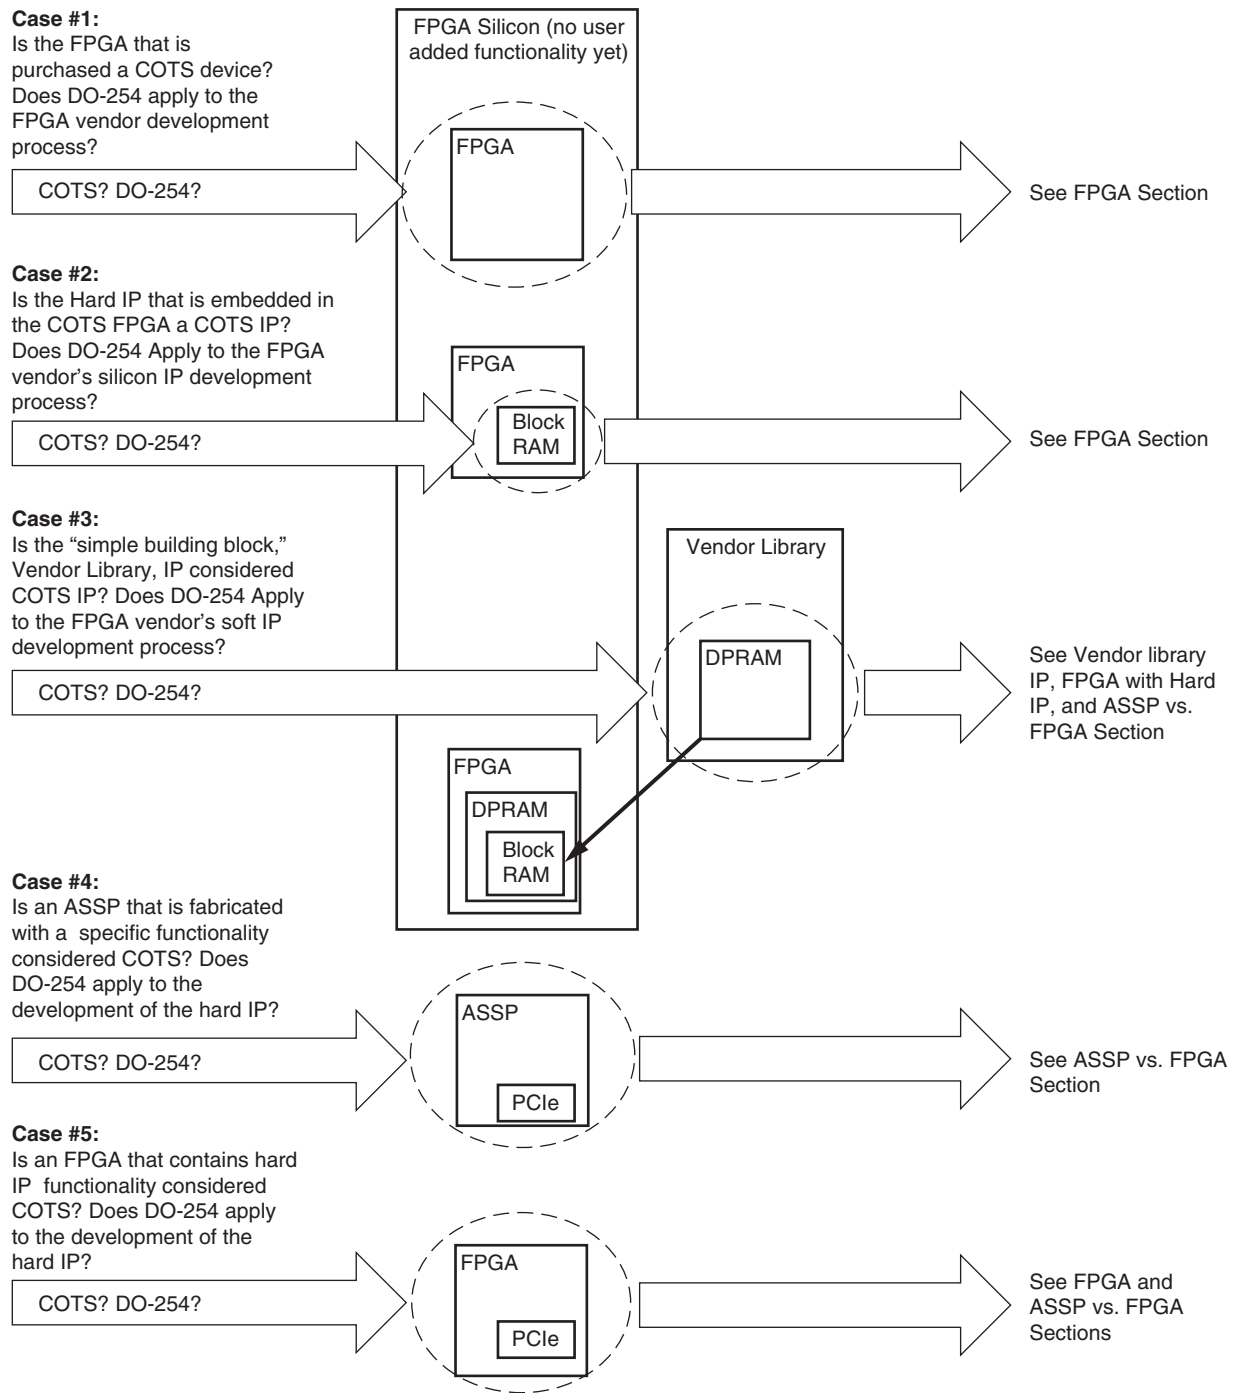 Case #1:
Is the FPGA that is
purchased a COTS device?
Does DO-254 apply to the
FPGA vendor development
process?
COTS? DO-254?
FPGA Silicon (no user
added functionality yet)
FPGA
See FPGA Section
Case #2:
Is the Hard IP that is embedded in
the COTS FPGA a COTS IP?
Does DO-254 Apply to the FPGA
vendor's silicon IP development
process?
COTS? DO-254?
FPGA
Block
RAM
See FPGA Section
Case #3:
Is the “simple building block,”
Vendor Library, IP considered
COTS IP? Does DO-254 Apply
to the FPGA vendor's soft IP
development process?
COTS? DO-254?
Vendor Library
DPRAM
See Vendor library
IP, FPGA with Hard
IP, and ASSP vs.
FPGA Section
FPGA
DPRAM
Block
RAM
Case #4:
Is an ASSP that is fabricated
with a specific functionality
considered COTS? Does
DO-254 apply to the
development of the hard IP?
COTS? DO-254?
ASSP
PCIe
See ASSP vs. FPGA
Section
Case #5:
Is an FPGA that contains hard
IP functionality considered
COTS? Does DO-254 apply
to the development of the
hard IP?
COTS? DO-254?
FPGA
PCIe
See FPGA and
ASSP vs. FPGA
Sections